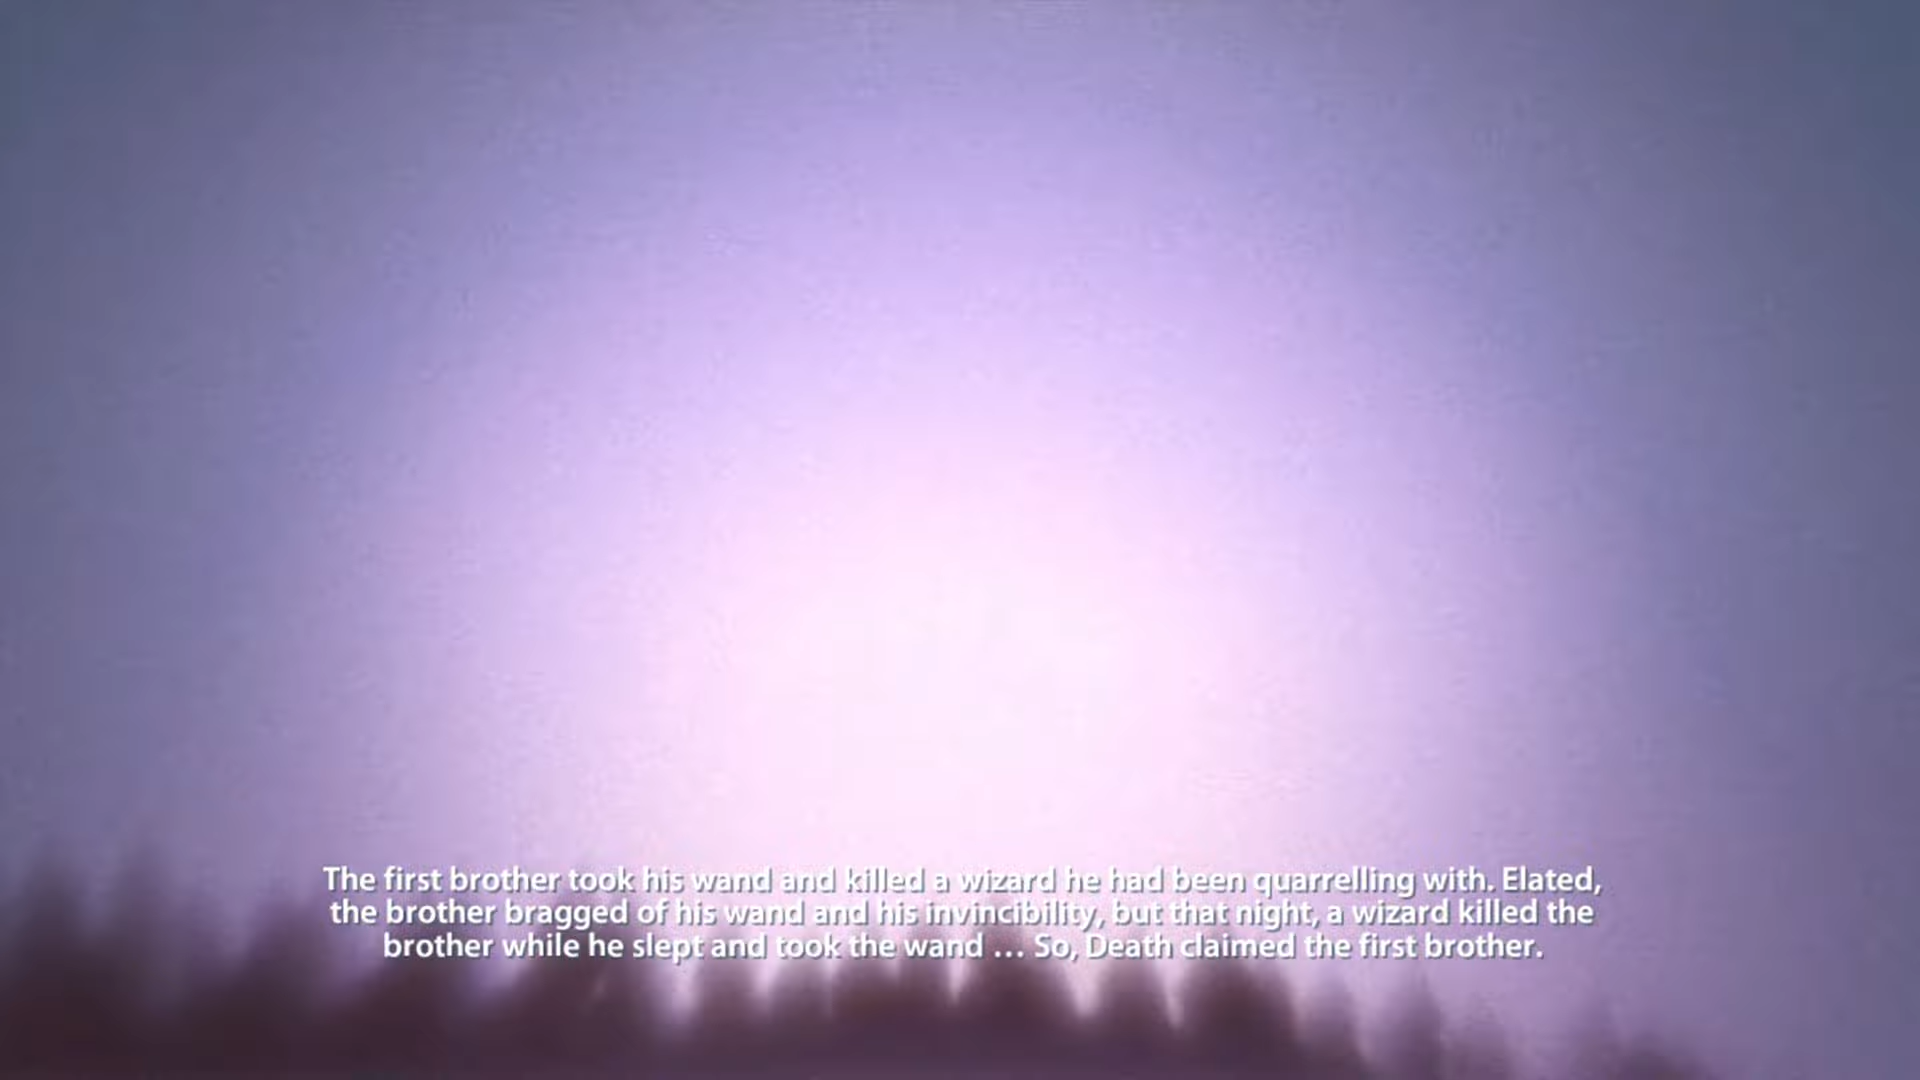 The first brother took his wand and killed a wizard he had been quarrelling with. Elated,
the brother bragged of his wand and his invincibility, but that night, a wizard killed the
brother while he slept and took the wand ... So, Death claimed the first brother.